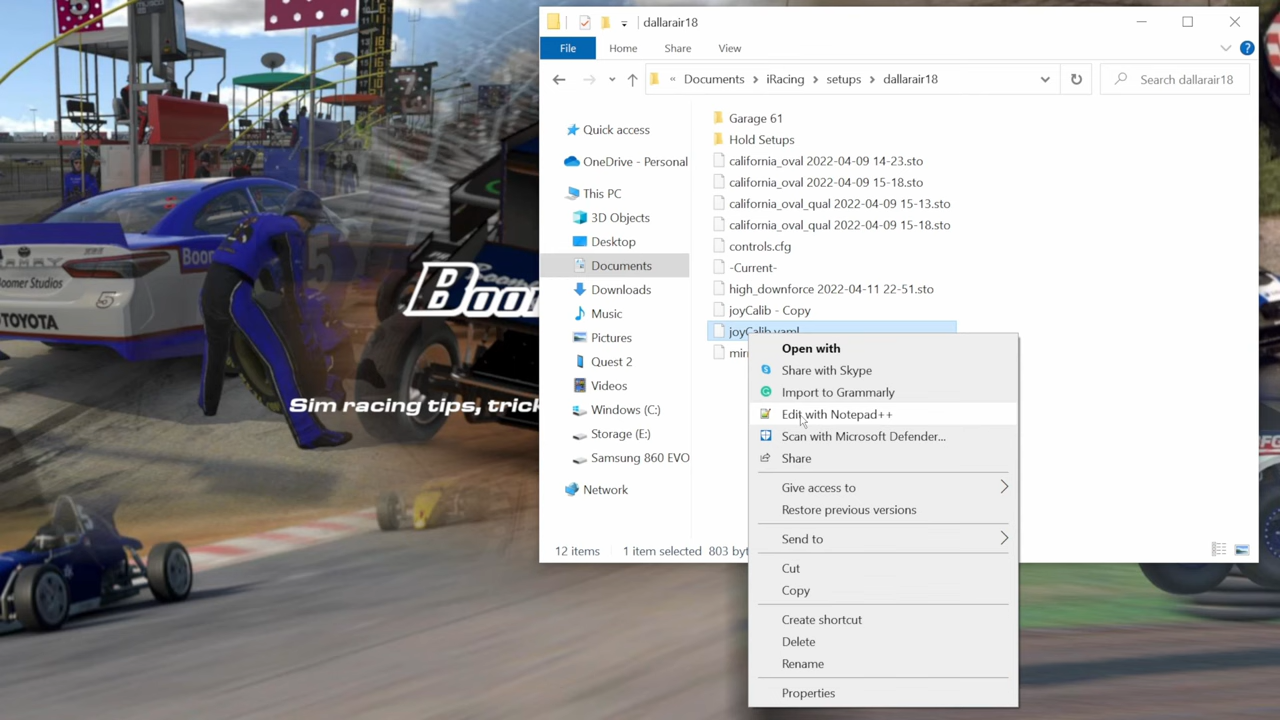 dallarair18
File
Home
Share
View
« Documents > iRacing > setups > dallarair18
Search dallarair18
Quick access
OneDrive - Personal
This PC
3D Objects
Desktop
Documents
Downloads
Music
Pictures
Quest 2
Videos
Windows (C:)
Storage (E:)
Samsung 860 EVO
Network
Garage 61
Hold Setups
california_oval 2022-04-09 14-23.sto
california_oval 2022-04-09 15-18.sto
california_oval_qual 2022-04-09 15-13.sto
california_oval_qual 2022-04-09 15-18.sto
controls.cfg
-Current-
high_downforce 2022-04-11 22-51.sto
joyCalib - Copy
joyCalib.yaml
Open with
Share with Skype
Import to Grammarly
Edit with Notepad++
Scan with Microsoft Defender...
Share
Give access to
Restore previous versions
Send to
Cut
Copy
Create shortcut
Delete
Rename
Properties
12 items
1 item selected
803
Sim racing tips,
Boomer Studios
TOYOTA
5
5